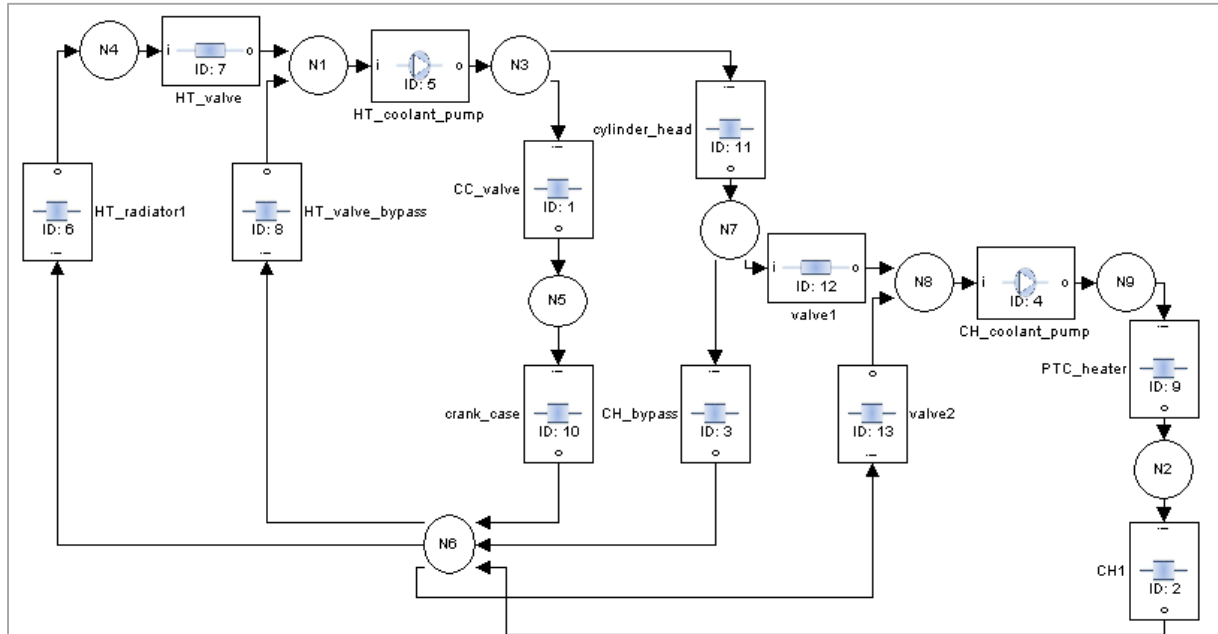 N4
i o
ID: 7
HT_valve
N1
i o
ID: 5
HT_coolant_pump
N3
cylinder_head
i
ID: 11
o
CC_valve
i
ID: 1
o
o
ID: 6
i
HT_radiator1
o
ID: 8
i
HT_valve_bypass
N7
i o
ID: 12
valve1
N8
i o
ID: 4
CH_coolant_pump
N9
N5
PTC_heater
i
ID: 9
o
crank_case
i
ID: 10
o
CH_bypass
i
ID: 3
o
o
ID: 13
i
valve2
N2
N6
CH1
i
ID: 2
o